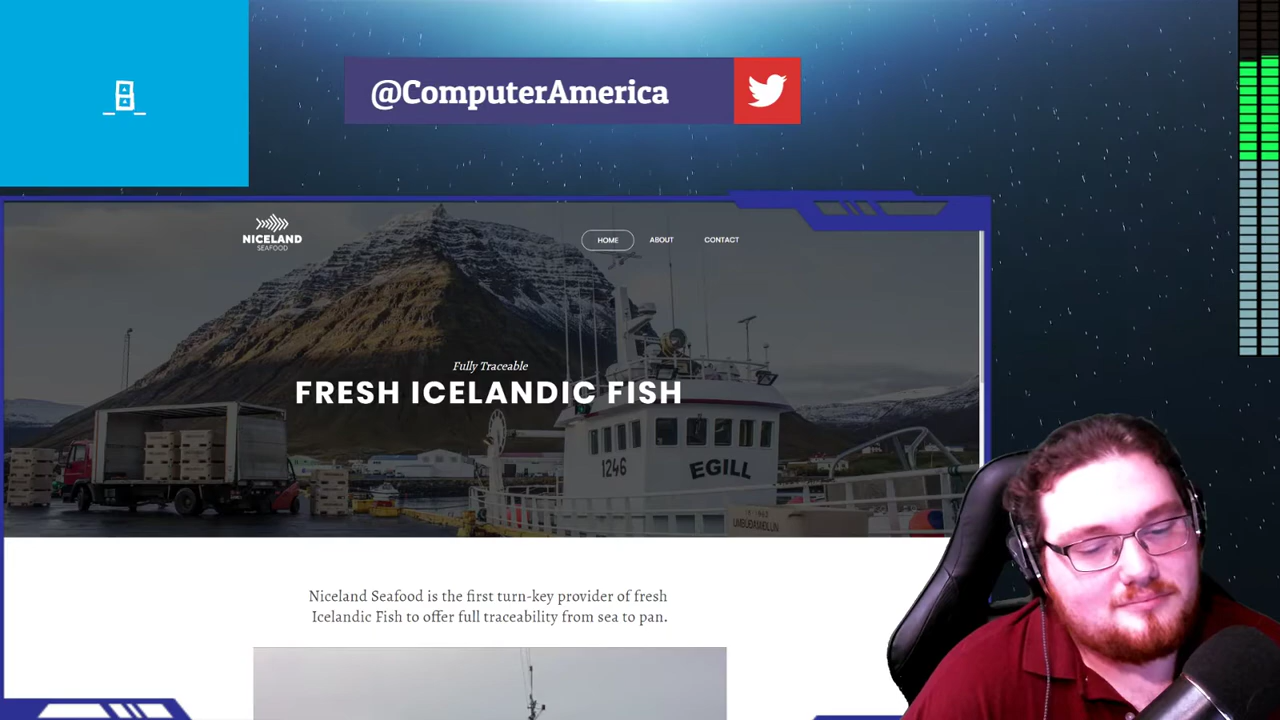 @ComputerAmerica
NICELAND
SEAFOOD
HOME
ABOUT
CONTACT
Fully Traceable
FRESH ICELANDIC FISH
1246
EGILL
Niceland Seafood is the first turn-key provider of fresh
Icelandic Fish to offer full traceability from sea to pan.